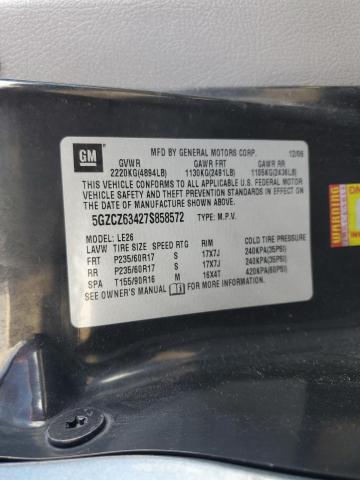 GM
MFD BY GENERAL MOTORS CORP. 12/06
GVWR GAWR FRT GAWR RR
2220KG(4894LB) 1130KG(2491LB) 1105KG(2436LB)
THIS VEHICLE CONFORMS TO ALL APPLICABLE U.S. FEDERAL MOTOR
VEHICLE SAFETY AND THEFT PREVENTION STANDARDS IN EFFECT ON
THE DATE OF MANUFACTURE SHOWN ABOVE.
5GZCZ63427S858572 TYPE: M.P.V.
MODEL: LE26
LAVW TIRE SIZE SPEED RTG RIM COLD TIRE PRESSURE
FRT P235/60R17 S 17X7J 240KPA(35PSI)
RR P235/60R17 S 17X7J 240KPA(35PSI)
SPA T155/90R16 M 16X4T 420KPA(60PSI)
SEE OWNER'S MANUAL FOR MORE INFORMATION.
WARNING